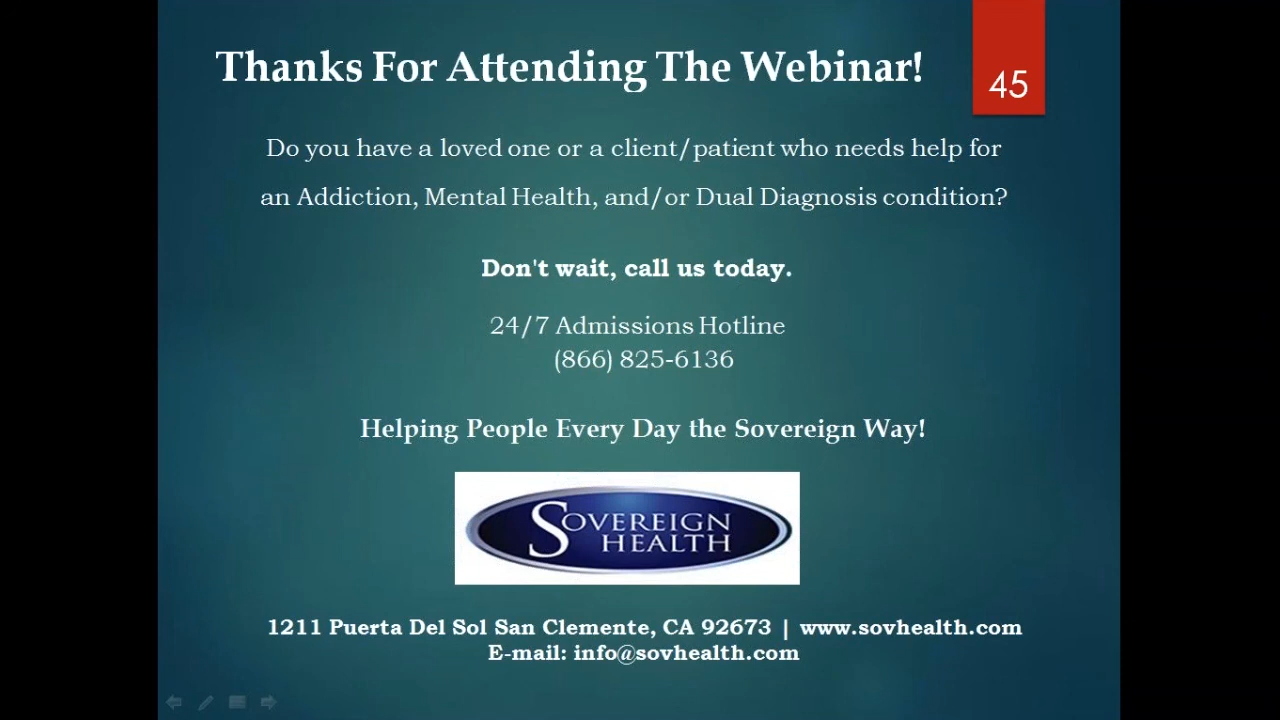 Thanks For Attending The Webinar!
45
Do you have a loved one or a client/patient who needs help for
an Addiction, Mental Health, and/or Dual Diagnosis condition?
Don't wait, call us today.
24/7 Admissions Hotline
(866) 825-6136
Helping People Every Day the Sovereign Way!
SOVEREIGN
HEALTH
1211 Puerta Del Sol San Clemente, CA 92673 | www.sovhealth.com
E-mail: info@sovhealth.com